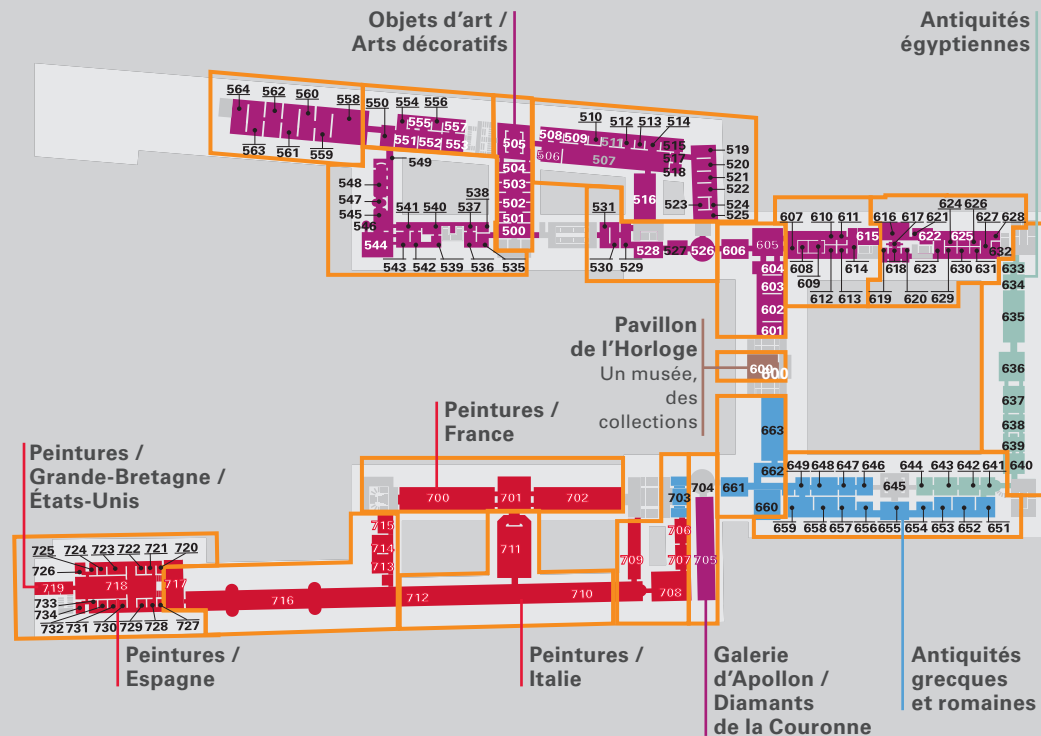 Objets d'art /
Arts décoratifs
Antiquités
égyptiennes
564 562 560 558 550 554 556
555 557
551 552 553
563 561 559
549
505
508 509 510 511 512 513 514
506 507
515
517
518
519
520
521
522
523 524
525
504
503
502
501
500
516
548
547
545
546
544
541 540 537 538
543 542 539 536 535
531
530 529
528 527 526 606 605
604
603
602
601
607 610 611
615
608
609
612 613 614
616 617 621 624 626
622 625 627 628
632
619 618 620 623 629 630 631
633
634
635
636
637
638
639
640
Pavillon
de l'Horloge
Un musée,
des
collections
600
600
663
662
661
660
649 648 647 646 645 644 643 642 641
659 658 657 656 655 654 653 652 651
Peintures /
France
700 701 702
703
704
705
706
707
708
709
710
711
712
713
714
715
716
717
Peintures /
Grande-Bretagne /
États-Unis
725 724 723 722 721 720
726
719 718
733
734
732 731 730 729 728 727
Peintures /
Espagne
Peintures /
Italie
Galerie
d'Apollon /
Diamants
de la Couronne
Antiquités
grecques
et romaines